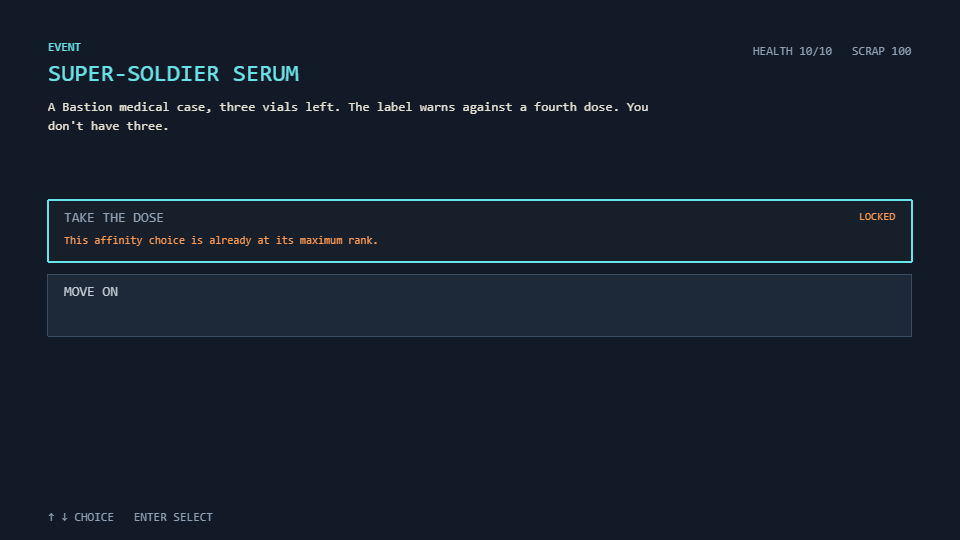 EVENT
HEALTH 10/10 SCRAP 100
SUPER-SOLDIER SERUM
A Bastion medical case, three vials left. The label warns against a fourth dose. You
don't have three.
TAKE THE DOSE LOCKED
This affinity choice is already at its maximum rank.
MOVE ON
↑ ↓ CHOICE ENTER SELECT